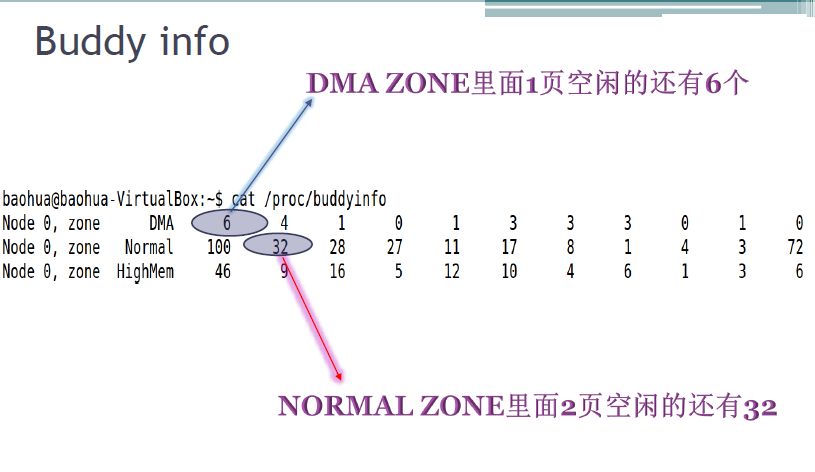 Buddy info
DMA ZONE里面1页空闲的还有6个
baohua@baohua-VirtualBox:~$ cat /proc/buddyinfo
Node 0, zone DMA 6 4 1 0 1 3 3 3 0 1 0
Node 0, zone Normal 100 32 28 27 11 17 8 1 4 3 72
Node 0, zone HighMem 46 9 16 5 12 10 4 6 1 3 6
NORMAL ZONE里面2页空闲的还有32